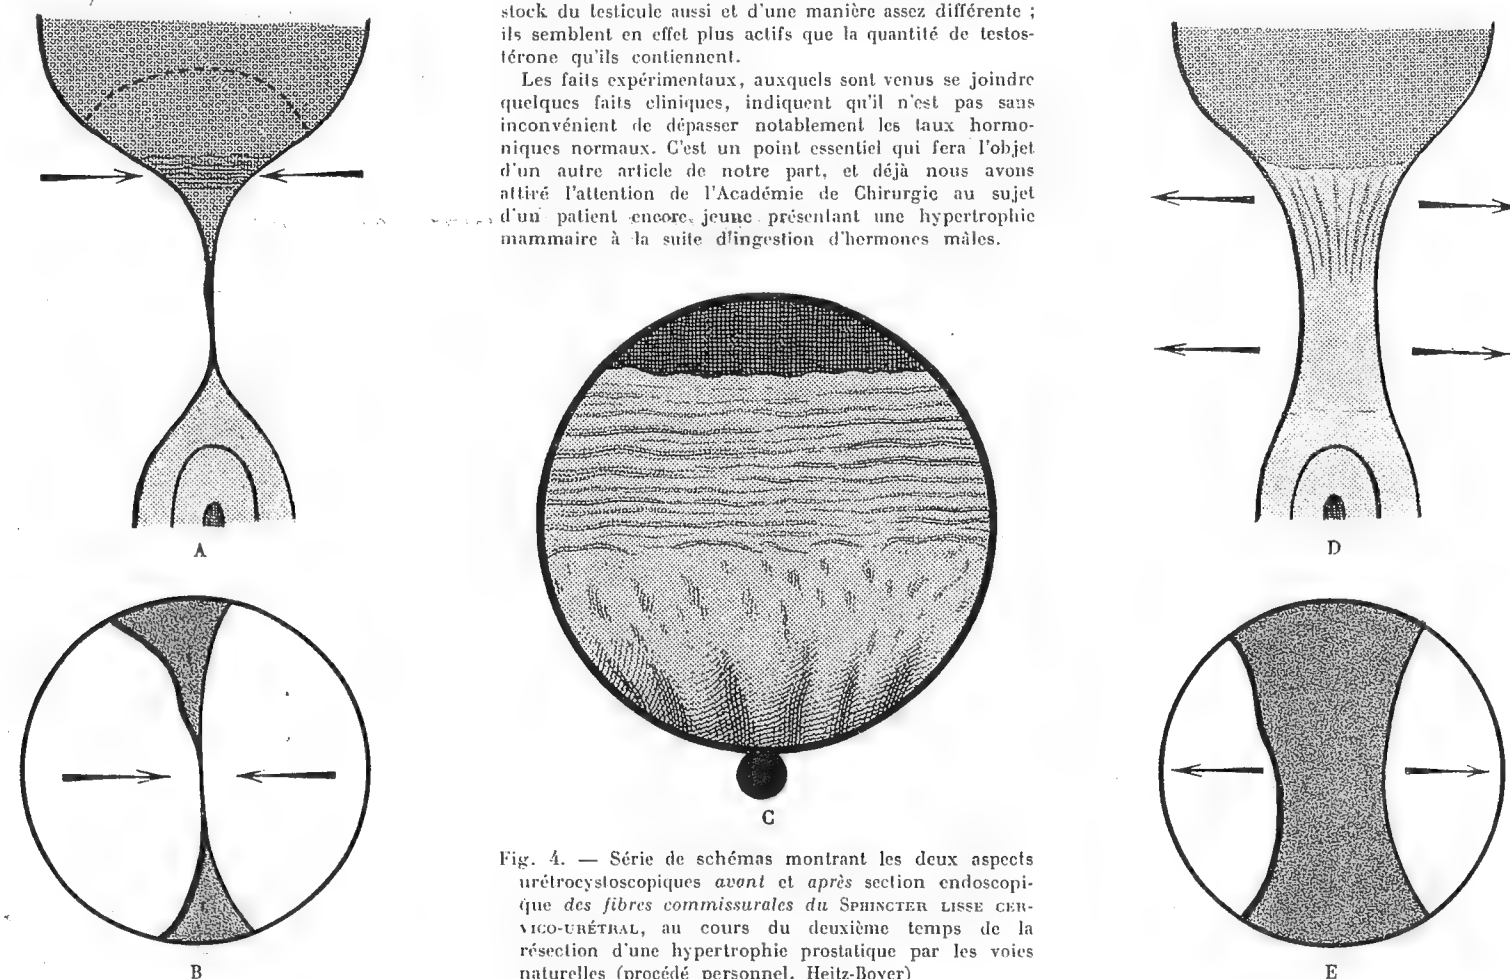 stock du testicule aussi et d'une manière assez différente ;
ils semblent en effet plus actifs que la quantité de testos-
térone qu'ils contiennent.
Les faits expérimentaux, auxquels sont venus se joindre
quelques faits cliniques, indiquent qu'il n'est pas sans
inconvénient de dépasser notablement les taux hormo-
niques normaux. C'est un point essentiel qui fera l'objet
d'un autre article de notre part, et déjà nous avons
attiré l'attention de l'Académie de Chirurgie au sujet
d'un patient encore jeune présentant une hypertrophie
mammaire à la suite d'ingestion d'hormones mâles.
A
B
C
D
E
Fig. 4. — Série de schémas montrant les deux aspects
urétrocystoscopiques avant et après section endoscopi-
que des fibres commissurales du SPHINCTER LISSE CER-
VICO-URÉTRAL, au cours du deuxième temps de la
résection d'une hypertrophie prostatique par les voies
naturelles (procédé personnel, Heitz-Boyer)